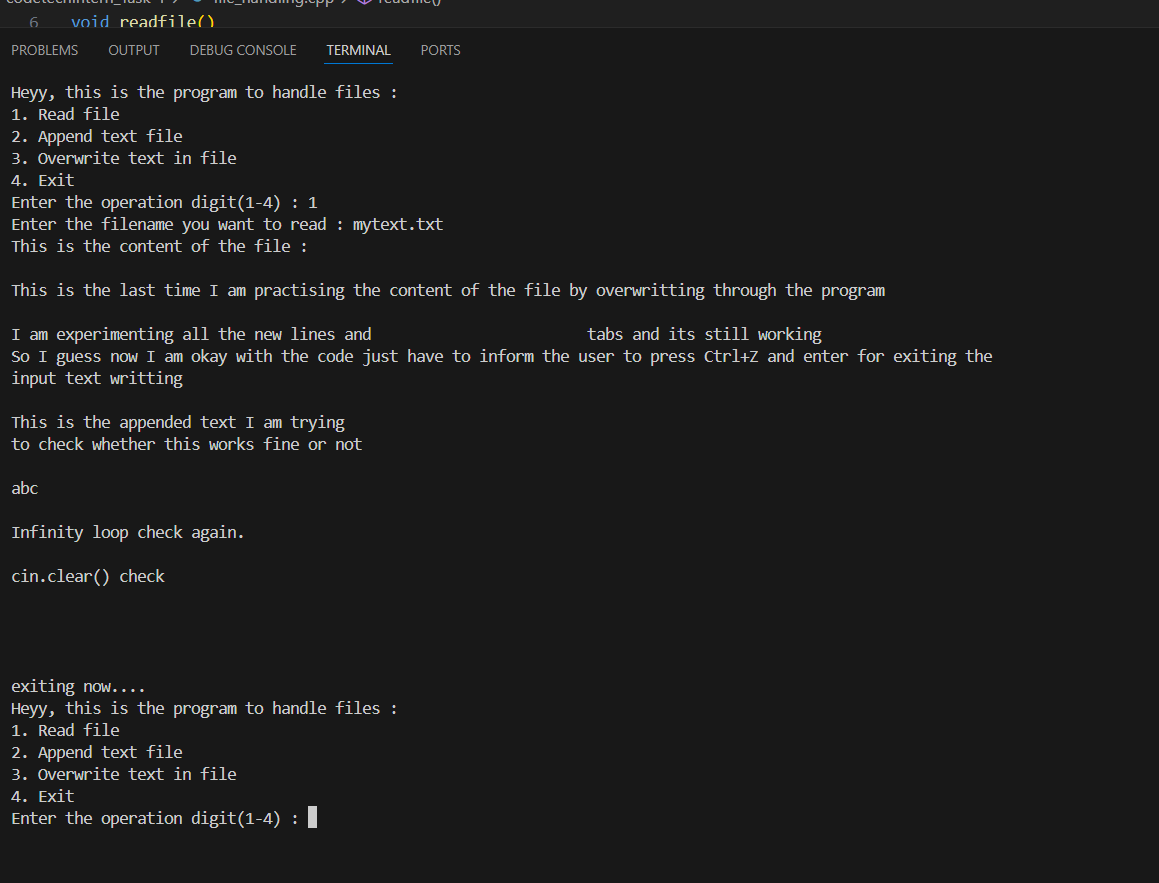 6 void readfile()
PROBLEMS OUTPUT DEBUG CONSOLE TERMINAL PORTS
Heyy, this is the program to handle files :
1. Read file
2. Append text file
3. Overwrite text in file
4. Exit
Enter the operation digit(1-4) : 1
Enter the filename you want to read : mytext.txt
This is the content of the file :
This is the last time I am practising the content of the file by overwritting through the program
I am experimenting all the new lines and tabs and its still working
So I guess now I am okay with the code just have to inform the user to press Ctrl+Z and enter for exiting the
input text writting
This is the appended text I am trying
to check whether this works fine or not
abc
Infinity loop check again.
cin.clear() check
exiting now....
Heyy, this is the program to handle files :
1. Read file
2. Append text file
3. Overwrite text in file
4. Exit
Enter the operation digit(1-4) :